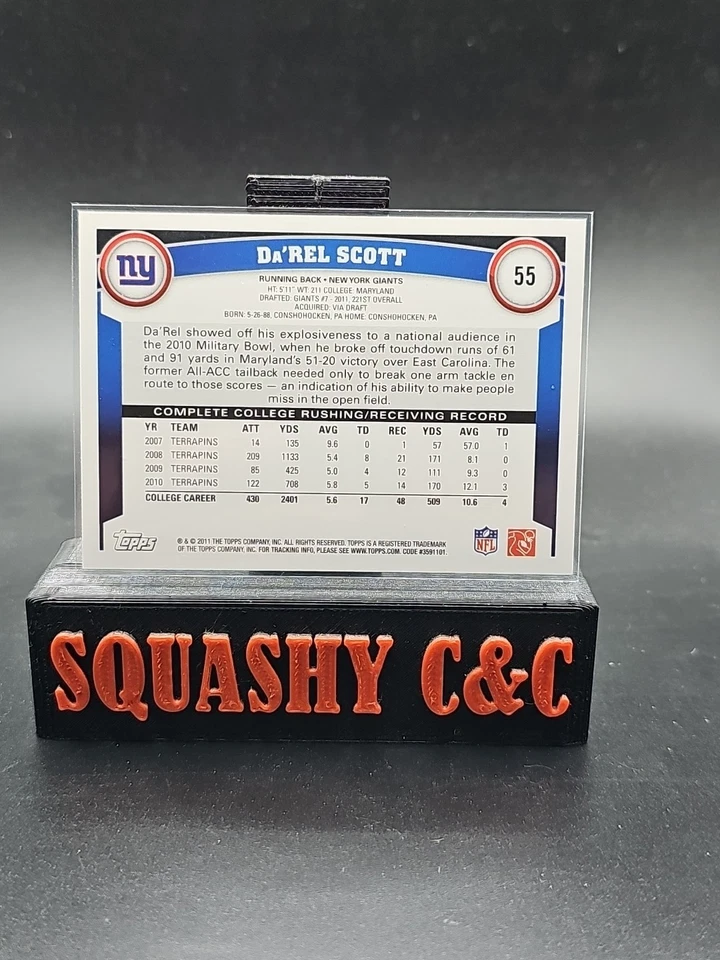 ny
Da'Rel Scott
55
RUNNING BACK • NEW YORK GIANTS
HT: 5'11" WT: 211 COLLEGE: MARYLAND
DRAFTED: GIANTS #7 - 2011, 221ST OVERALL
ACQUIRED: VIA DRAFT
BORN: 5-26-88, CONSHOHOCKEN, PA HOME: CONSHOHOCKEN, PA
Da'Rel showed off his explosiveness to a national audience in
the 2010 Military Bowl, when he broke off touchdown runs of 61
and 91 yards in Maryland's 51-20 victory over East Carolina. The
former All-ACC tailback needed only to break one arm tackle en
route to those scores — an indication of his ability to make people
miss in the open field.
COMPLETE COLLEGE RUSHING/RECEIVING RECORD
YR TEAM ATT YDS AVG TD REC YDS AVG TD
2007 TERRAPINS 14 135 9.6 0 1 57 57.0 1
2008 TERRAPINS 209 1133 5.4 8 21 171 8.1 0
2009 TERRAPINS 85 425 5.0 4 12 111 9.3 0
2010 TERRAPINS 122 708 5.8 5 14 170 12.1 3
COLLEGE CAREER 430 2401 5.6 17 48 509 10.6 4
Topps
® & © 2011 THE TOPPS COMPANY, INC. ALL RIGHTS RESERVED. TOPPS IS A REGISTERED TRADEMARK
OF THE TOPPS COMPANY, INC. FOR TRACKING INFO, PLEASE SEE WWW.TOPPS.COM. CODE #3591101.
NFL
SQUASHY C&C